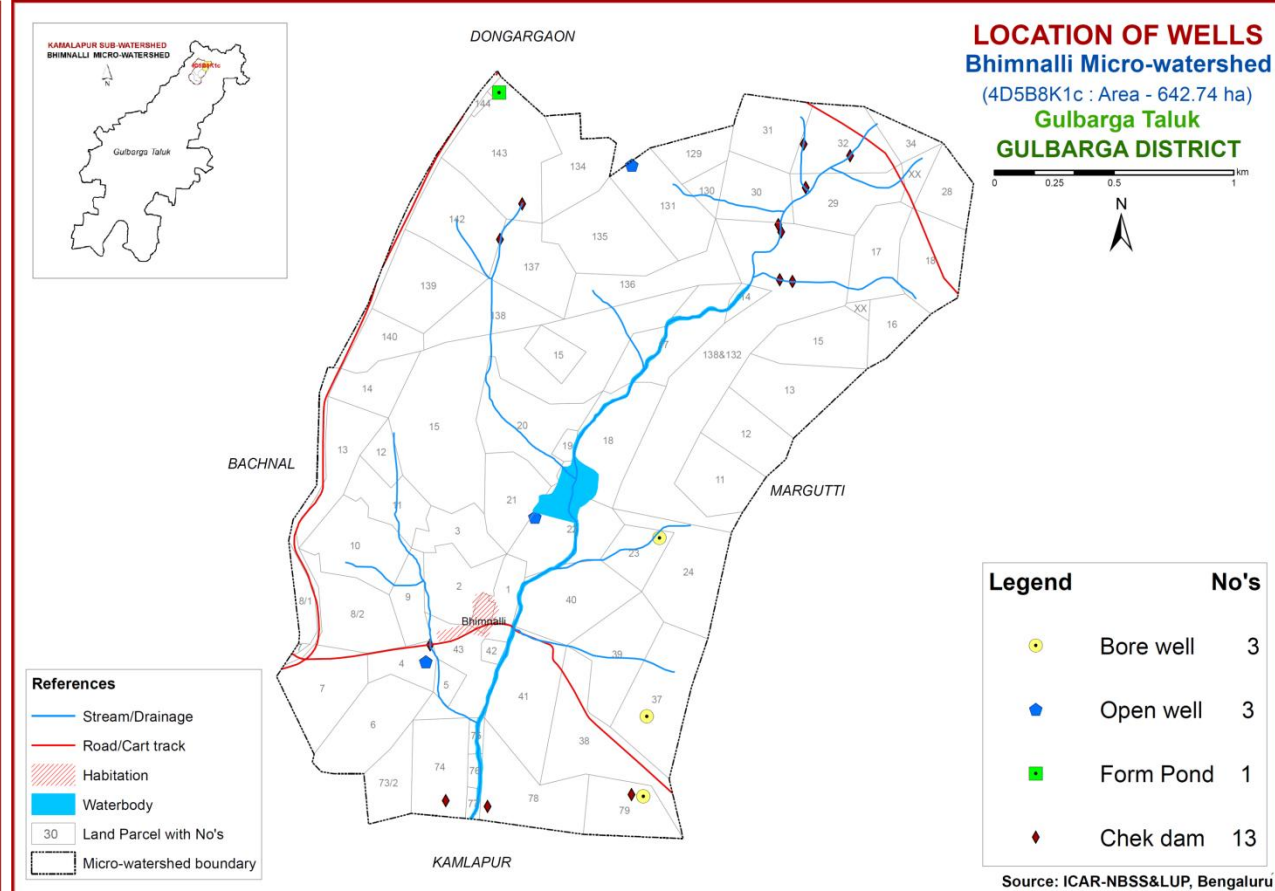 KAMALAPUR SUB-WATERSHED
BHIMNALLI MICRO-WATERSHED
N
4D5B8K1c
Gulbarga Taluk
DONGARGAON
LOCATION OF WELLS
Bhimnalli Micro-watershed
(4D5B8K1c : Area - 642.74 ha)
Gulbarga Taluk
GULBARGA DISTRICT
km
0 0.25 0.5 1
N
144
143 134 129 31 32 34
XX
130 30 28
142 131 29
135 17
137 18
139 136
14
138 XX
16
140 15 7 138&132 15
14 13
15 20 18 12
13 12 19
BACHNAL
11
MARGUTTI
21
11
3 22
10 23
24
2 1
9 40
8/1 8/2
Bhimnalli
43 42
4 39
7 5 37
41
6
38
75
74 76
73/2 78
77 79
KAMLAPUR
References
Stream/Drainage
Road/Cart track
Habitation
Waterbody
30 Land Parcel with No's
Micro-watershed boundary
Legend No's
Bore well 3
Open well 3
Form Pond 1
Chek dam 13
Source: ICAR-NBSS&LUP, Bengaluru